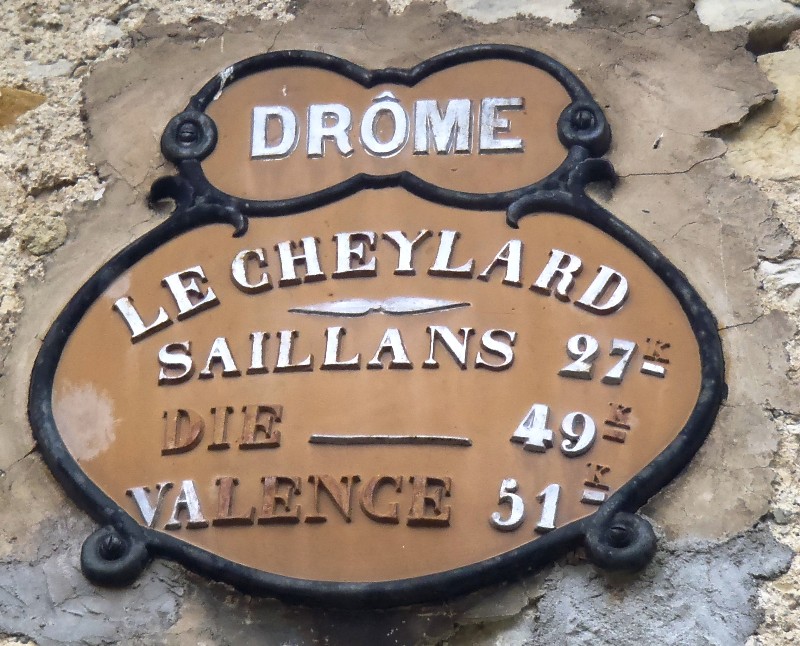 DRÔME
LE CHEYLARD
SAILLANS 27K
DIE 49K
VALENCE 51K